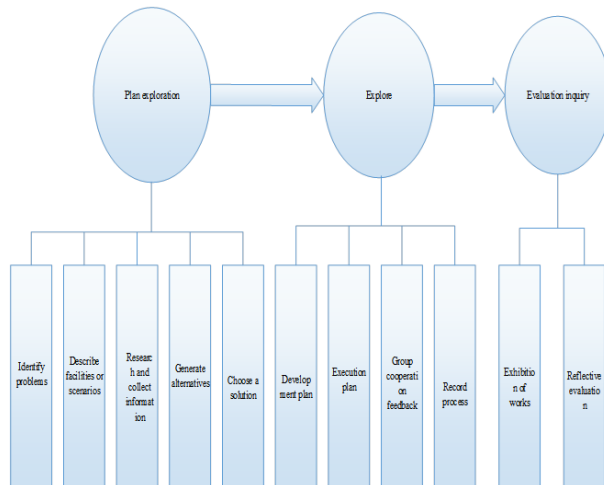 Plan exploration
Explore
Evaluation inquiry
Identify
problems
Describe
facilities or
scenarios
Researc
h and
collect
informat
ion
Generate
alternatives
Choose a
solution
Develop
ment plan
Execution
plan
Group
cooperati
on
feedback
Record
process
Exhibitio
n of
works
Reflective
evaluatio
n